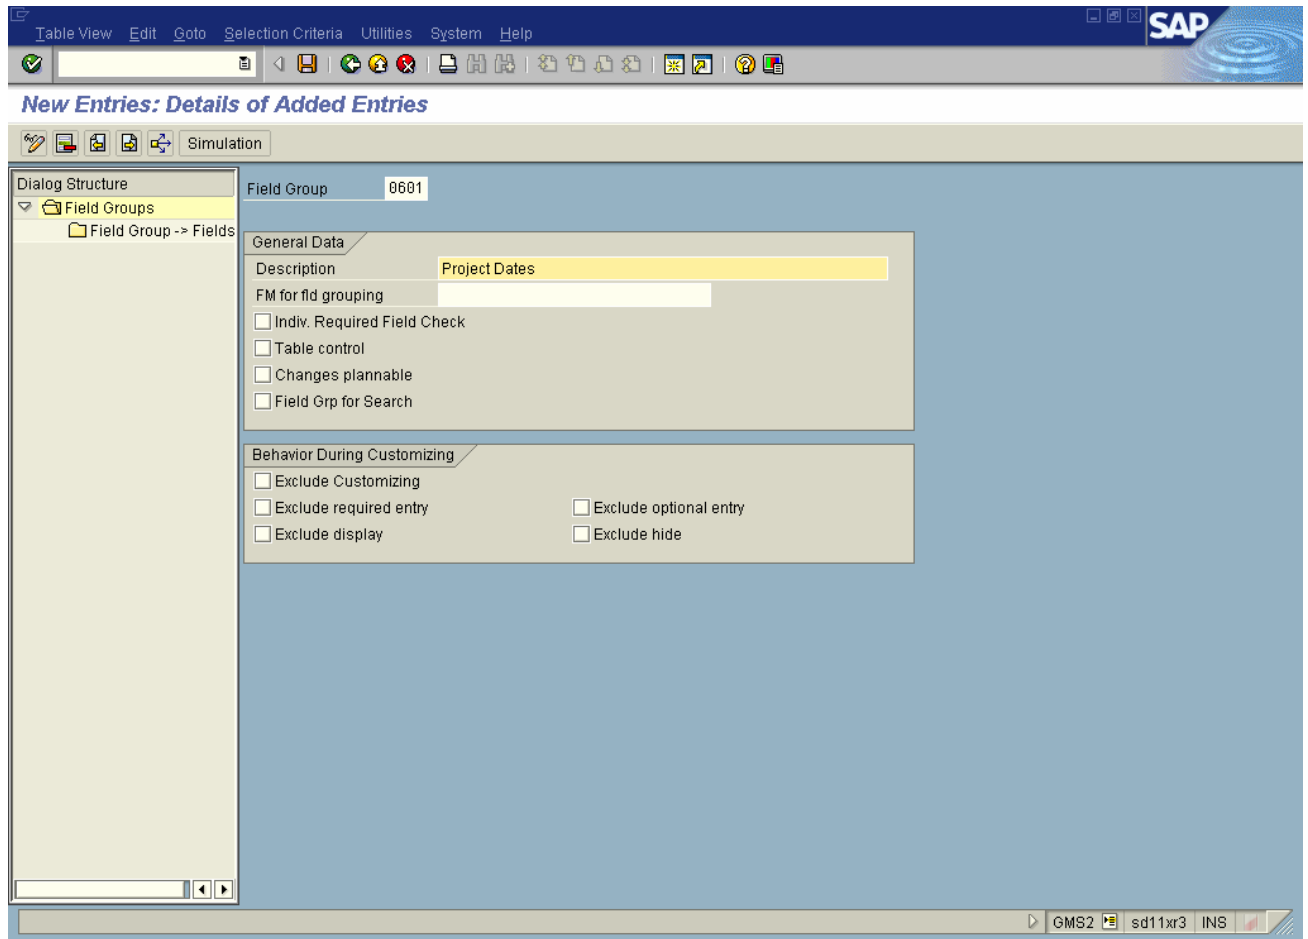 Table View Edit Goto Selection Criteria Utilities System Help
SAP
New Entries: Details of Added Entries
Simulation
Dialog Structure
Field Groups
Field Group -> Fields
Field Group 0601
General Data
Description Project Dates
FM for fld grouping
Indiv. Required Field Check
Table control
Changes plannable
Field Grp for Search
Behavior During Customizing
Exclude Customizing
Exclude required entry Exclude optional entry
Exclude display Exclude hide
GMS2 sd11xr3 INS